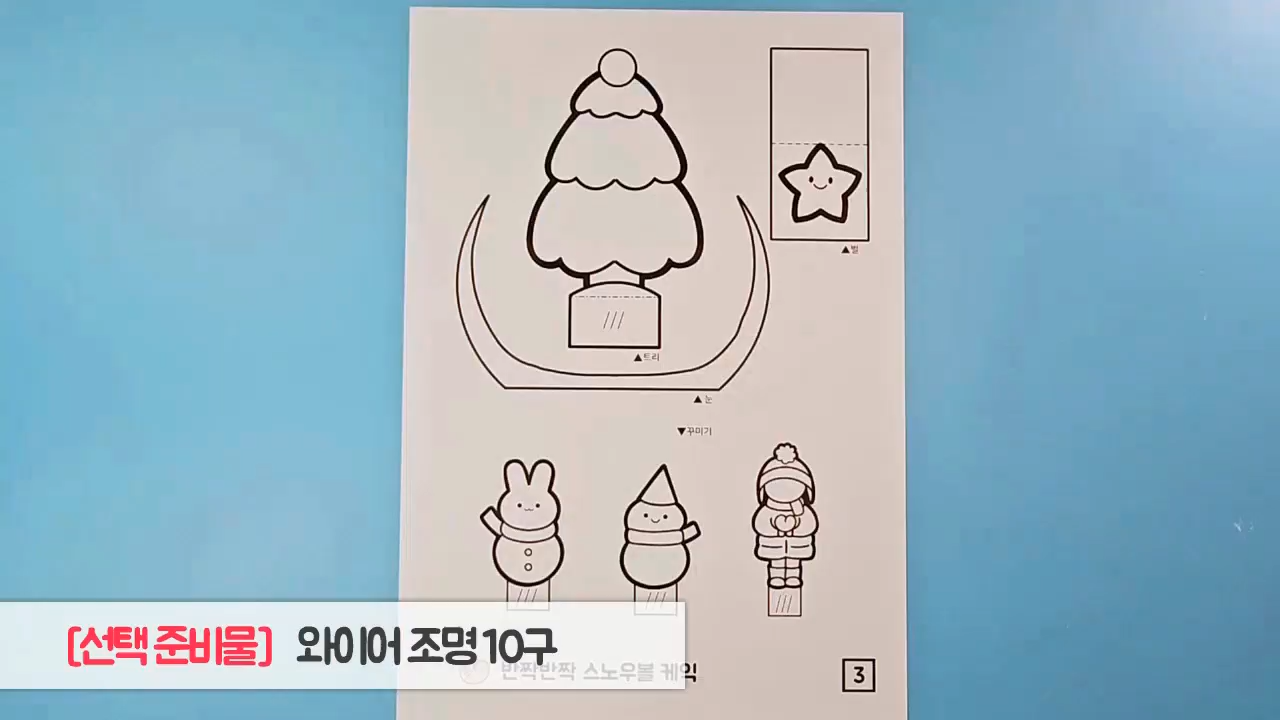 ▲별
▲트리
▲눈
▼꾸미기
[선택 준비물] 와이어 조명 10구
반짝반짝 스노우볼 케익
3